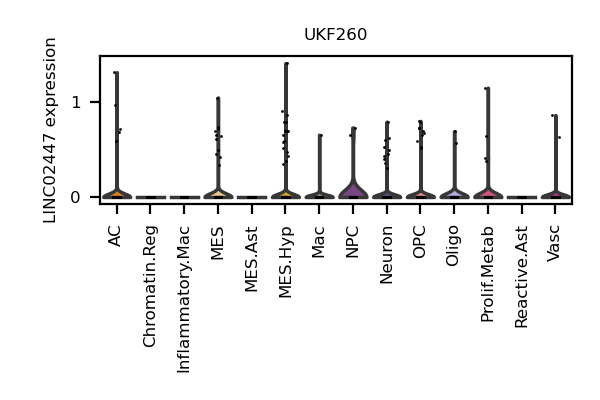 UKF260
LINC02447 expression
1
0
AC
Chromatin.Reg
Inflammatory.Mac
MES
MES.Ast
MES.Hyp
Mac
NPC
Neuron
OPC
Oligo
Prolif.Metab
Reactive.Ast
Vasc